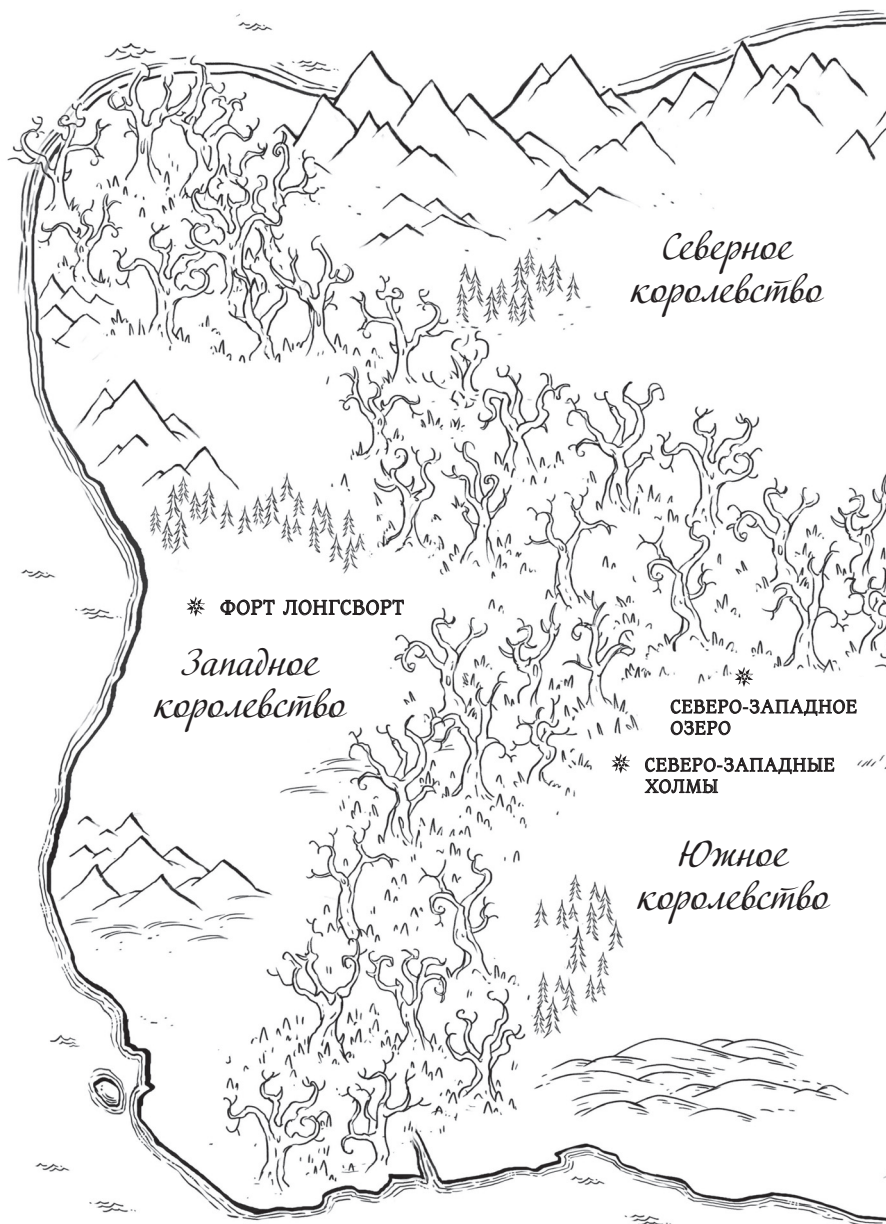 Северное
королевство
ФОРТ ЛОНГСВОРТ
Западное
королевство
СЕВЕРО-ЗАПАДНОЕ
ОЗЕРО
СЕВЕРО-ЗАПАДНЫЕ
ХОЛМЫ
Южное
королевство